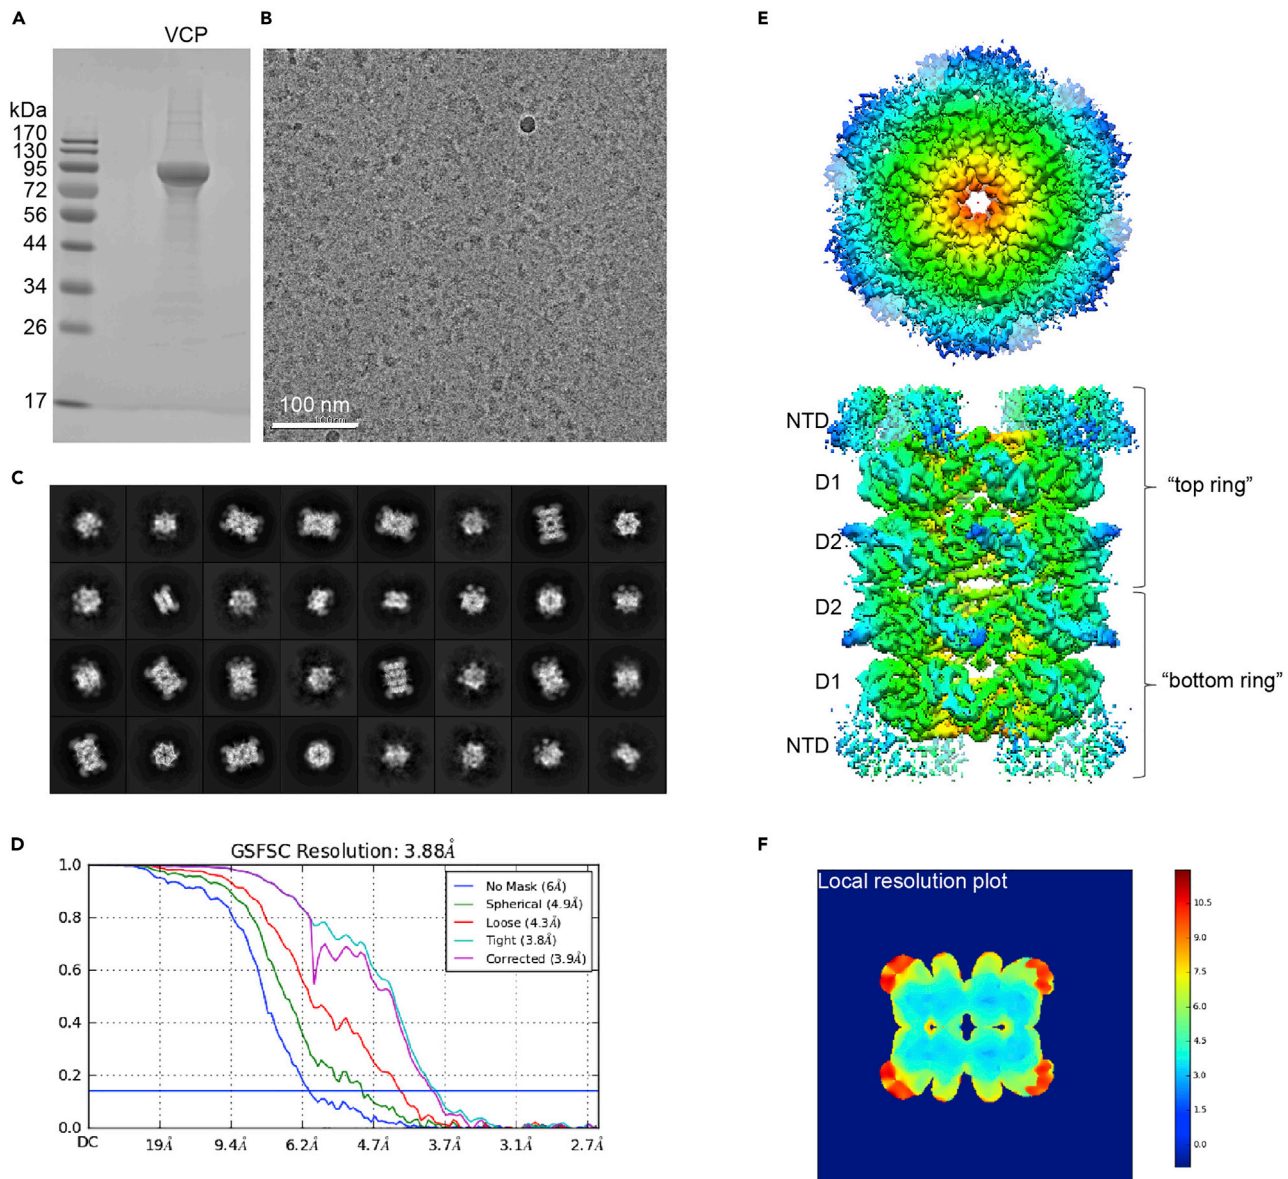 A
VCP
kDa
170
130
95
72
56
44
34
26
17
B
100 nm
C
D
GSFSC Resolution: 3.88Å
1.0
0.8
0.6
0.4
0.2
0.0
DC
19Å
9.4Å
6.2Å
4.7Å
3.7Å
3.1Å
2.7Å
No Mask (6Å)
Spherical (4.9Å)
Loose (4.3Å)
Tight (3.8Å)
Corrected (3.9Å)
E
NTD
D1
D2
D2
D1
NTD
“top ring”
“bottom ring”
F
Local resolution plot
10.5
9.0
7.5
6.0
4.5
3.0
1.5
0.0